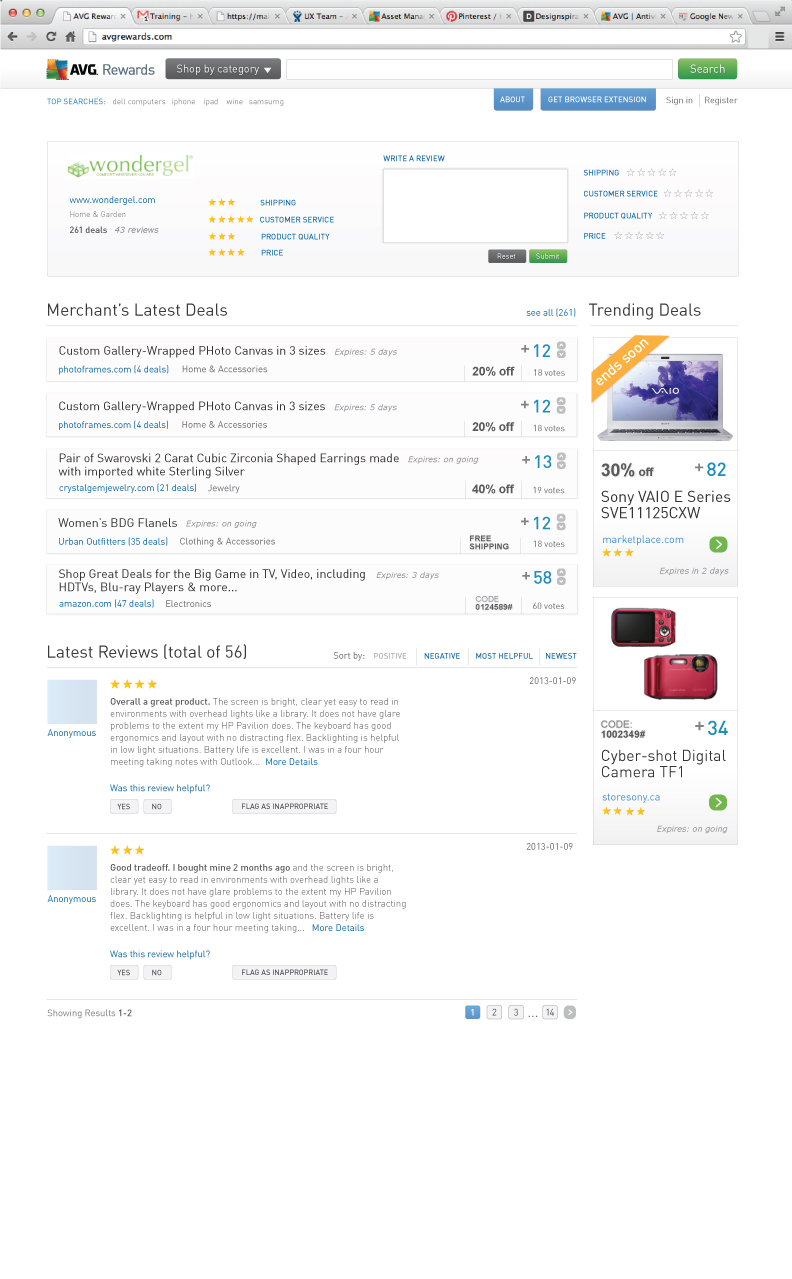 AVG Rewar
Training -
https://ma
UX Team -
Asset Mana
Pinterest /
Designspira
AVG | Antiv
Google New
avgrewards.com
AVG. Rewards
Shop by category
Search
TOP SEARCHES: dell computers iphone ipad wine samsumg
ABOUT
GET BROWSER EXTENSION
Sign in
Register
wondergel®
www.wondergel.com
Home & Garden
261 deals 43 reviews
SHIPPING
CUSTOMER SERVICE
PRODUCT QUALITY
PRICE
WRITE A REVIEW
Reset
Submit
SHIPPING
CUSTOMER SERVICE
PRODUCT QUALITY
PRICE
Merchant's Latest Deals
see all (261)
Custom Gallery-Wrapped PHoto Canvas in 3 sizes Expires: 5 days
+ 12
photoframes.com (4 deals) Home & Accessories
20% off
18 votes
Custom Gallery-Wrapped PHoto Canvas in 3 sizes Expires: 5 days
+ 12
photoframes.com (4 deals) Home & Accessories
20% off
18 votes
Pair of Swarovski 2 Carat Cubic Zirconia Shaped Earrings made Expires: on going
with imported white Sterling Silver
+ 13
crystalgemjewelry.com (21 deals) Jewelry
40% off
19 votes
Women's BDG Flanels Expires: on going
+ 12
Urban Outfitters (35 deals) Clothing & Accessories
FREE
SHIPPING
18 votes
Shop Great Deals for the Big Game in TV, Video, including Expires: 3 days
HDTVs, Blu-ray Players & more...
+ 58
amazon.com (47 deals) Electronics
CODE
0124589#
60 votes
Latest Reviews (total of 56)
Sort by: POSITIVE NEGATIVE MOST HELPFUL NEWEST
2013-01-09
Anonymous
Overall a great product. The screen is bright, clear yet easy to read in
environments with overhead lights like a library. It does not have glare
problems to the extent my HP Pavilion does. The keyboard has good
ergonomics and layout with no distracting flex. Backlighting is helpful
in low light situations. Battery life is excellent. I was in a four hour
meeting taking notes with Outlook... More Details
Was this review helpful?
YES NO FLAG AS INAPPROPRIATE
2013-01-09
Anonymous
Good tradeoff. I bought mine 2 months ago and the screen is bright,
clear yet easy to read in environments with overhead lights like a
library. It does not have glare problems to the extent my HP Pavilion
does. The keyboard has good ergonomics and layout with no distracting
flex. Backlighting is helpful in low light situations. Battery life is
excellent. I was in a four hour meeting taking... More Details
Was this review helpful?
YES NO FLAG AS INAPPROPRIATE
Showing Results 1-2
1 2 3 ... 14
Trending Deals
ends soon
VAIO
30% off
+ 82
Sony VAIO E Series
SVE11125CXW
marketplace.com
Expires in 2 days
CODE:
1002349#
+ 34
Cyber-shot Digital
Camera TF1
storesony.ca
Expires: on going